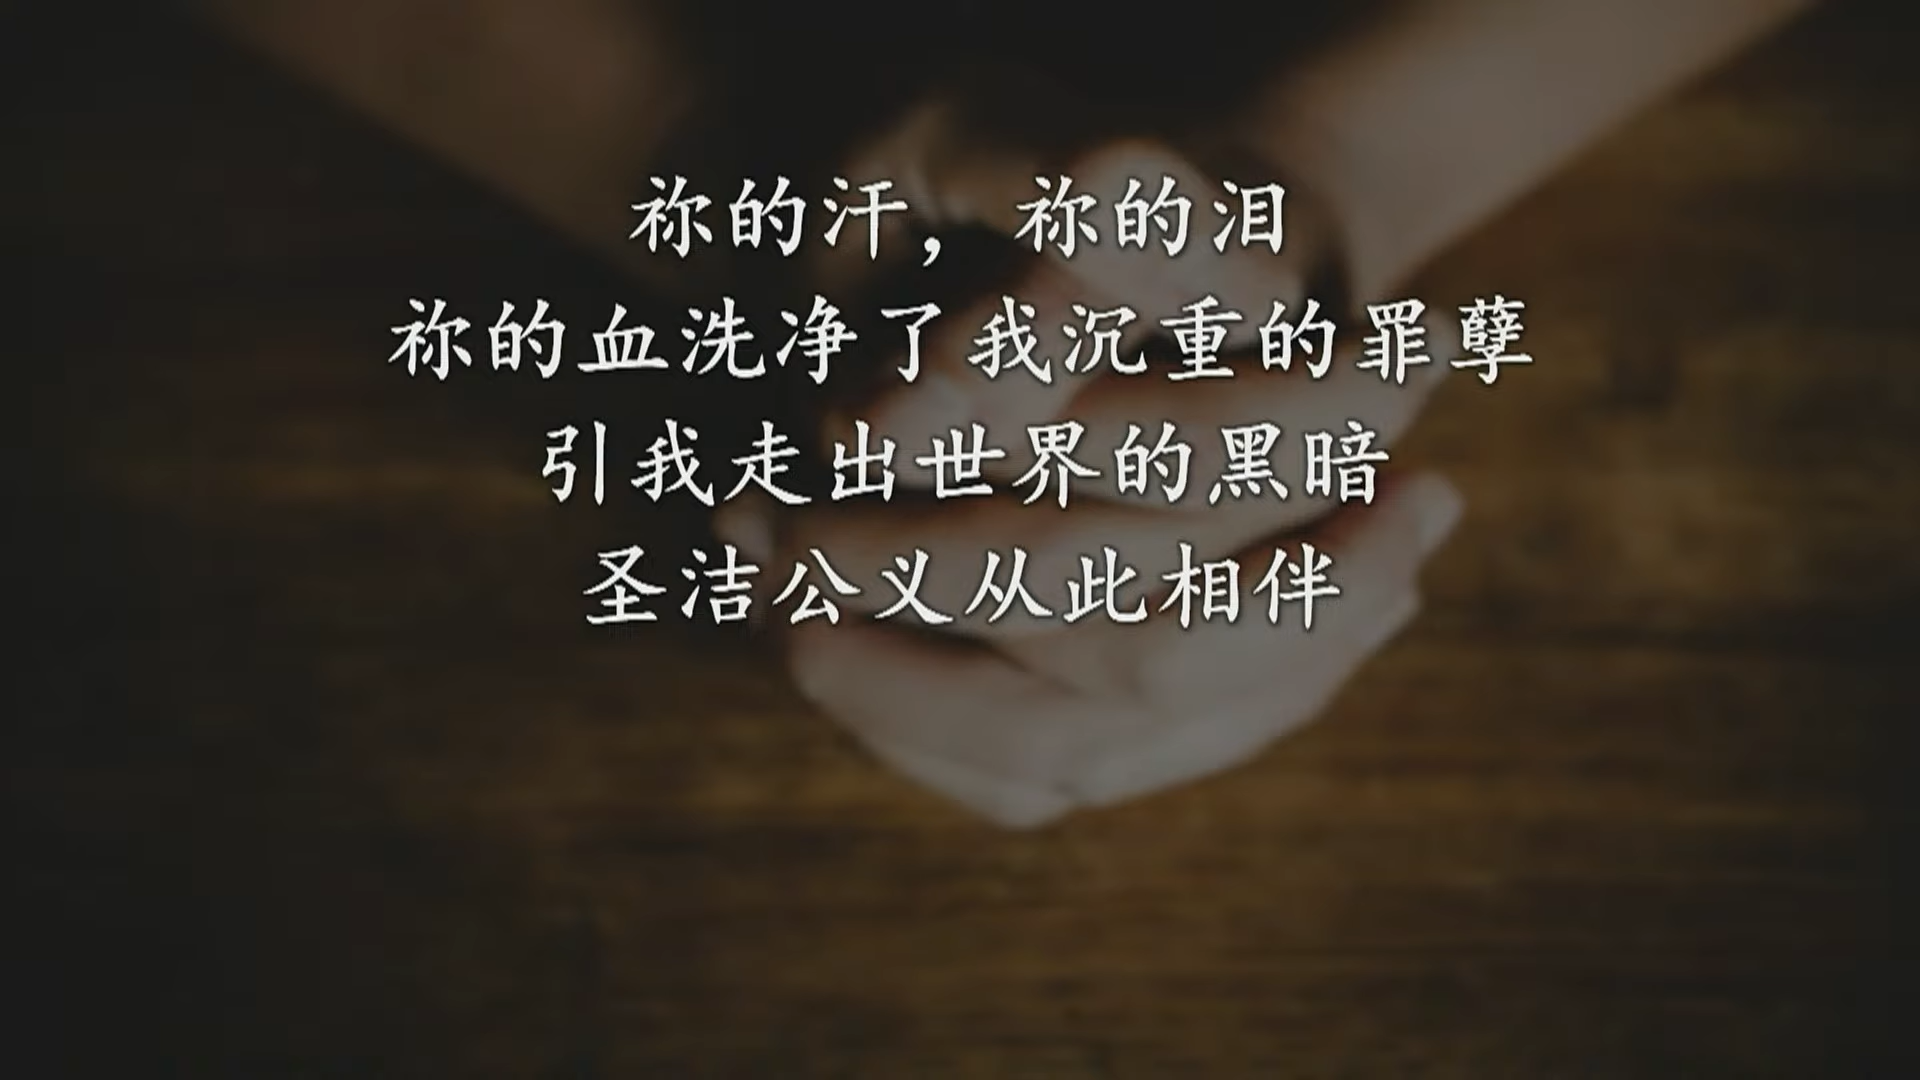 祢的汗，祢的泪
祢的血洗净了我沉重的罪孽
引我走出世界的黑暗
圣洁公义从此相伴